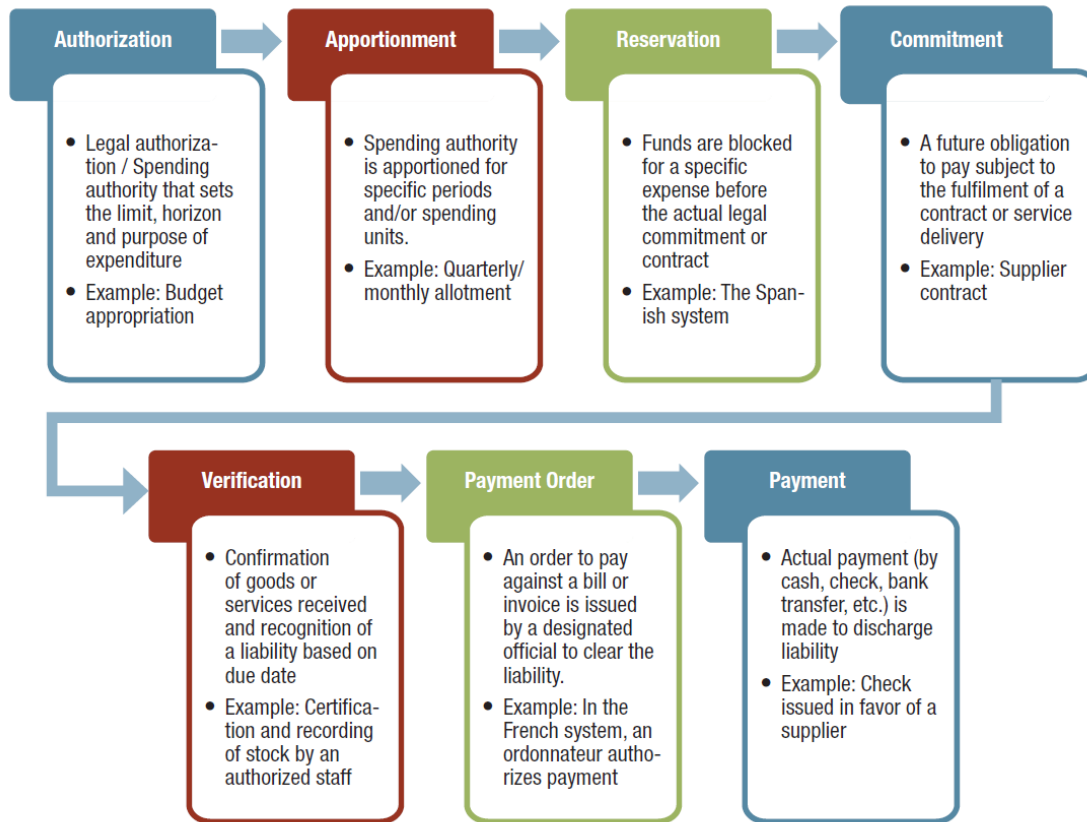 Authorization
• Legal authoriza-
tion / Spending
authority that sets
the limit, horizon
and purpose of
expenditure
• Example: Budget
appropriation
Apportionment
• Spending authority
is apportioned for
specific periods
and/or spending
units.
• Example: Quarterly/
monthly allotment
Reservation
• Funds are blocked
for a specific
expense before
the actual legal
commitment or
contract
• Example: The Span-
ish system
Commitment
• A future obligation
to pay subject to
the fulfilment of a
contract or service
delivery
• Example: Supplier
contract
Verification
• Confirmation
of goods or
services received
and recognition of
a liability based on
due date
• Example: Certifica-
tion and recording
of stock by an
authorized staff
Payment Order
• An order to pay
against a bill or
invoice is issued
by a designated
official to clear the
liability.
• Example: In the
French system, an
ordonnateur autho-
rizes payment
Payment
• Actual payment (by
cash, check, bank
transfer, etc.) is
made to discharge
liability
• Example: Check
issued in favor of a
supplier